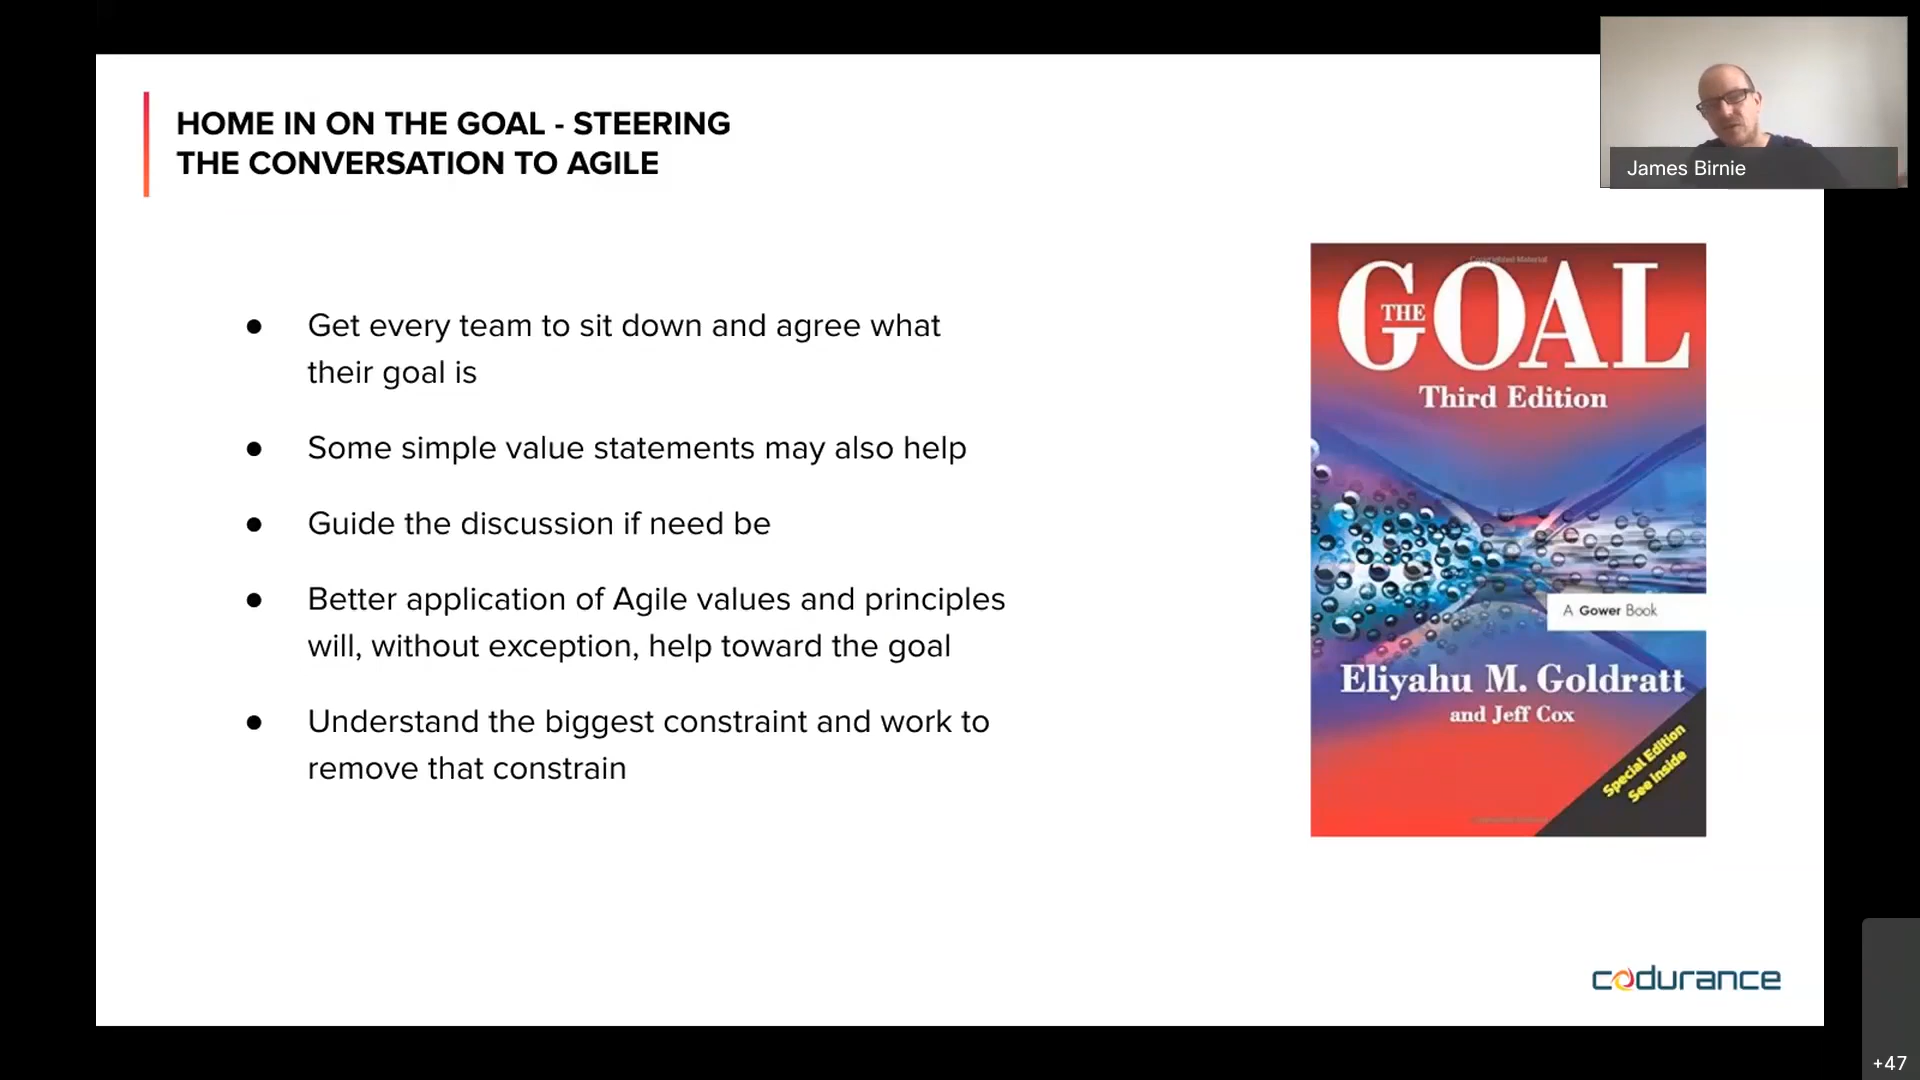 HOME IN ON THE GOAL - STEERING
THE CONVERSATION TO AGILE
James Birnie
● Get every team to sit down and agree what
their goal is
● Some simple value statements may also help
● Guide the discussion if need be
● Better application of Agile values and principles
will, without exception, help toward the goal
● Understand the biggest constraint and work to
remove that constrain
Copyrighted Material
THE GOAL
Third Edition
A Gower Book
Eliyahu M. Goldratt
and Jeff Cox
Special Edition
See Inside
codurance
+47